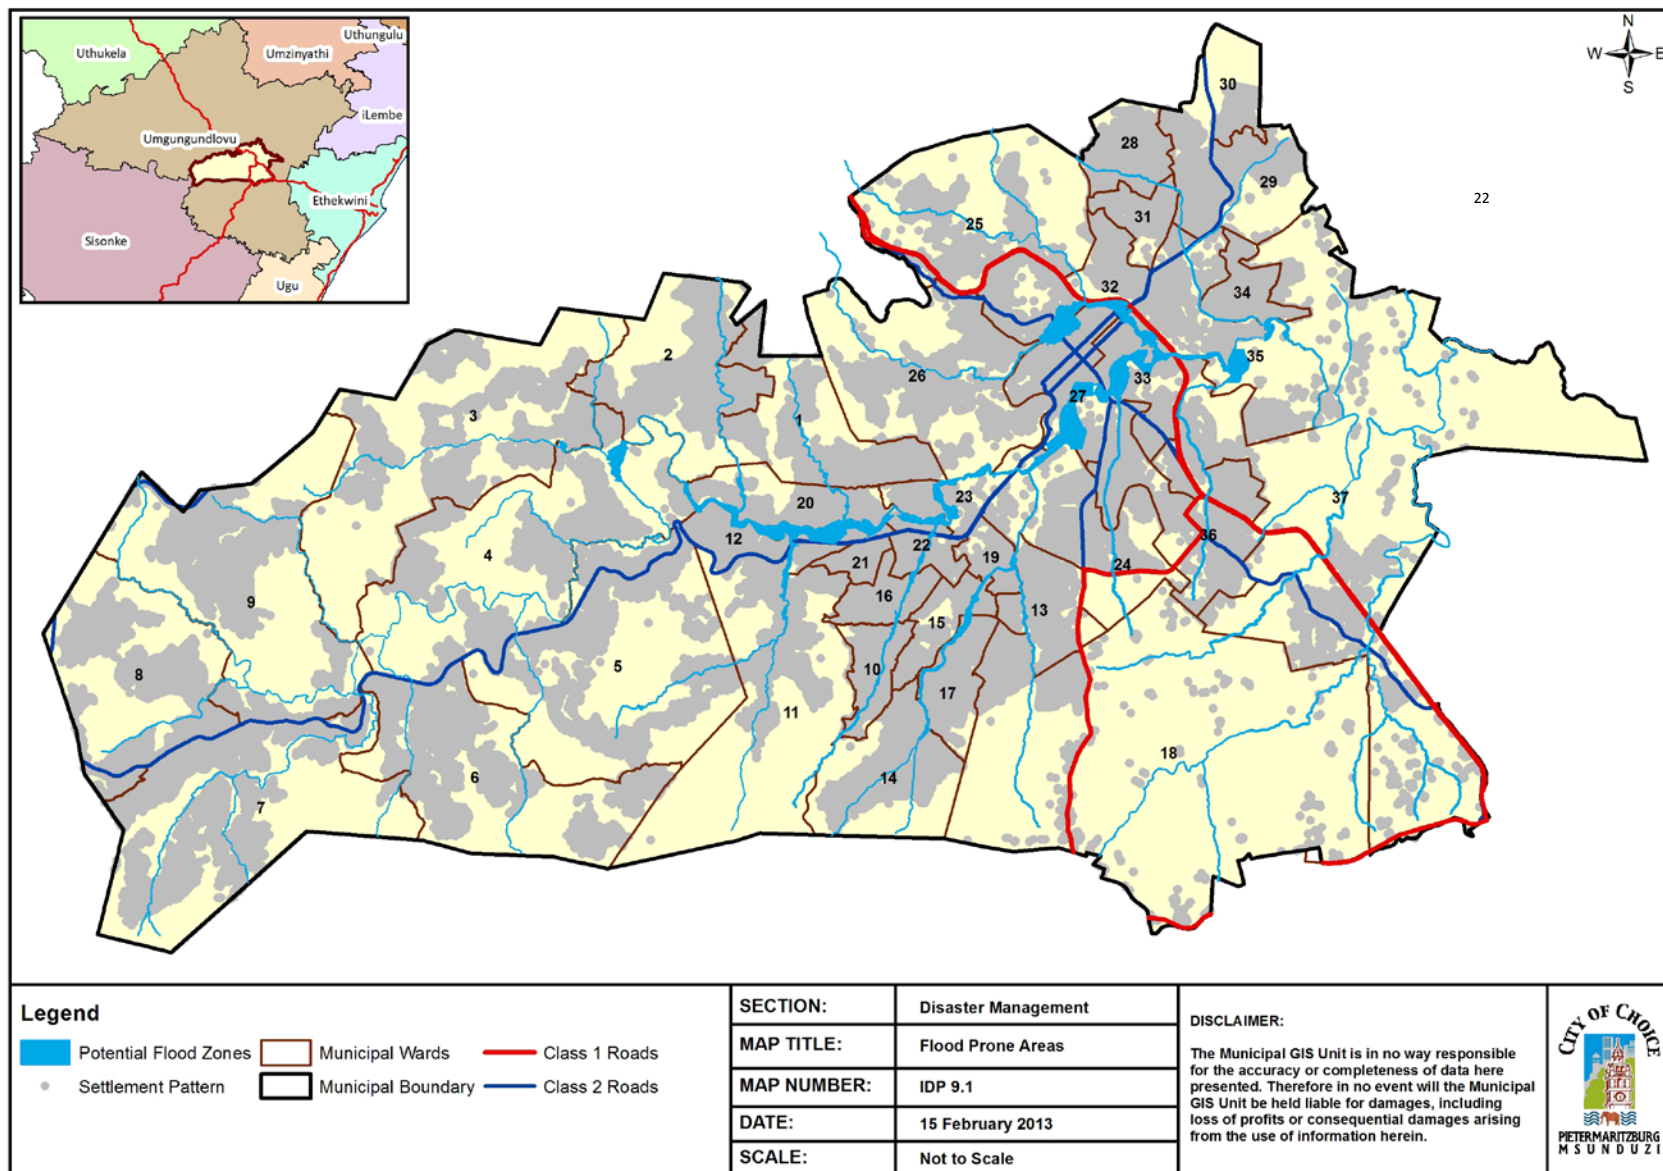 Uthungulu
Uthukela
Umzinyathi
iLembe
Umgungundlovu
Ethekwini
Sisonke
Ugu
N
W E
S
30
28
29
22
31
25
34
32
2
35
26
33
27
3
1
23
20
37
12
36
22
4
21
19
24
16
9
13
15
5
10
8
17
11
18
6
14
7
Legend
Potential Flood Zones
Municipal Wards
Class 1 Roads
Settlement Pattern
Municipal Boundary
Class 2 Roads
SECTION: Disaster Management
MAP TITLE: Flood Prone Areas
MAP NUMBER: IDP 9.1
DATE: 15 February 2013
SCALE: Not to Scale
DISCLAIMER:
The Municipal GIS Unit is in no way responsible
for the accuracy or completeness of data here
presented. Therefore in no event will the Municipal
GIS Unit be held liable for damages, including
loss of profits or consequential damages arising
from the use of information herein.
CITY OF CHOICE
PIETERMARITZBURG
MSUNDUZI